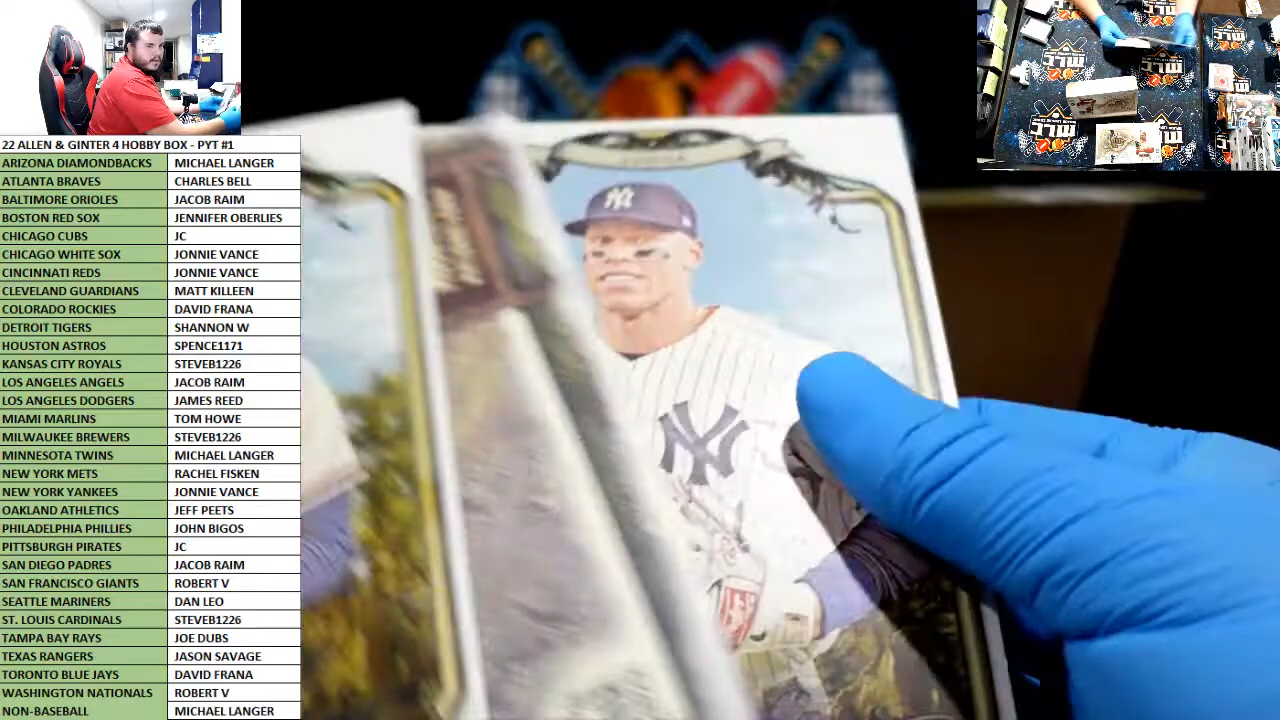 22 ALLEN & GINTER 4 HOBBY BOX - PYT #1
ARIZONA DIAMONDBACKS MICHAEL LANGER
ATLANTA BRAVES CHARLES BELL
BALTIMORE ORIOLES JACOB RAIM
BOSTON RED SOX JENNIFER OBERLIES
CHICAGO CUBS JC
CHICAGO WHITE SOX JONNIE VANCE
CINCINNATI REDS JONNIE VANCE
CLEVELAND GUARDIANS MATT KILLEEN
COLORADO ROCKIES DAVID FRANA
DETROIT TIGERS SHANNON W
HOUSTON ASTROS SPENCE1171
KANSAS CITY ROYALS STEVEB1226
LOS ANGELES ANGELS JACOB RAIM
LOS ANGELES DODGERS JAMES REED
MIAMI MARLINS TOM HOWE
MILWAUKEE BREWERS STEVEB1226
MINNESOTA TWINS MICHAEL LANGER
NEW YORK METS RACHEL FISKEN
NEW YORK YANKEES JONNIE VANCE
OAKLAND ATHLETICS JEFF PEETS
PHILADELPHIA PHILLIES JOHN BIGOS
PITTSBURGH PIRATES JC
SAN DIEGO PADRES JACOB RAIM
SAN FRANCISCO GIANTS ROBERT V
SEATTLE MARINERS DAN LEO
ST. LOUIS CARDINALS STEVEB1226
TAMPA BAY RAYS JOE DUBS
TEXAS RANGERS JASON SAVAGE
TORONTO BLUE JAYS DAVID FRANA
WASHINGTON NATIONALS ROBERT V
NON-BASEBALL MICHAEL LANGER
NY
NY
MLC
MLC
MLC
MLC